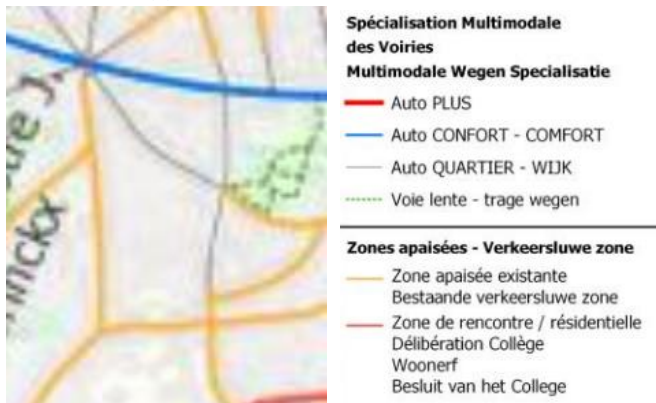 Spécialisation Multimodale
des Voiries
Multimodale Wegen Specialisatie
Auto PLUS
Auto CONFORT - COMFORT
Auto QUARTIER - WIJK
Voie lente - trage wegen
Zones apaisées - Verkeersluwe zone
Zone apaisée existante
Bestaande verkeersluwe zone
Zone de rencontre / résidentielle
Délibération Collège
Woonerf
Besluit van het College